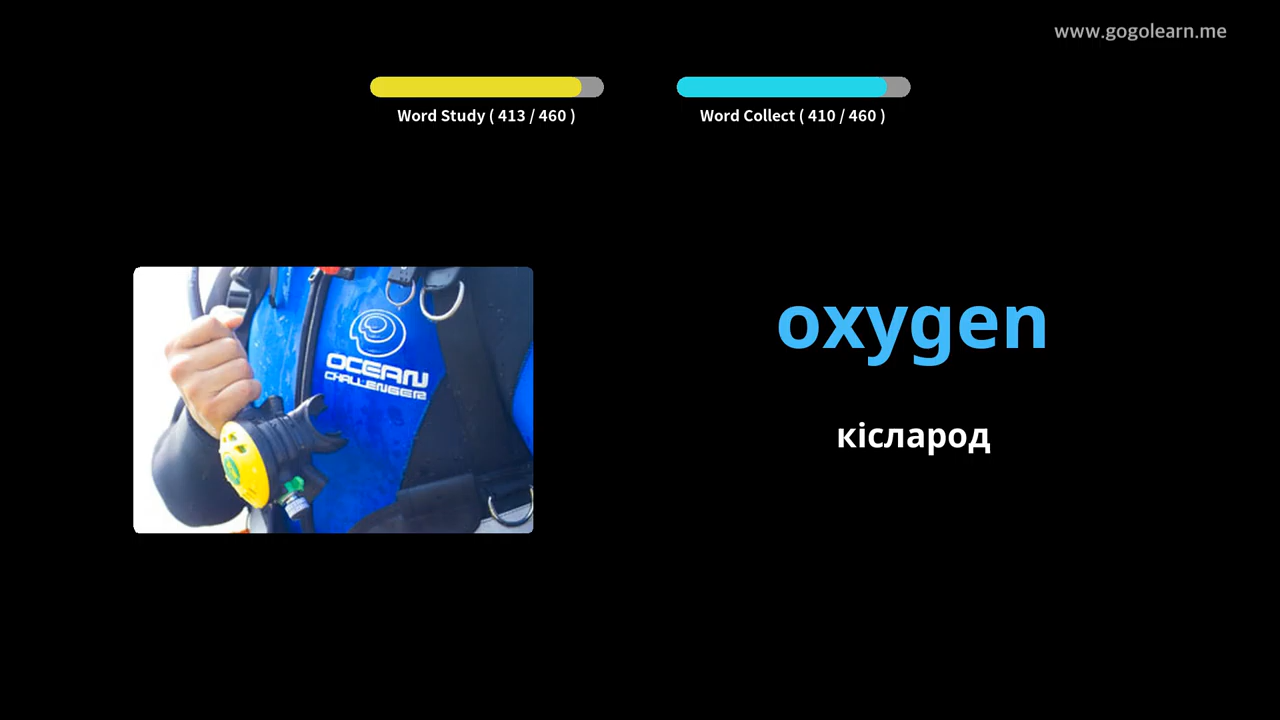 www.gogolearn.me
Word Study ( 413 / 460 )
Word Collect ( 410 / 460 )
OCEAN
CHALLENGER
oxygen
кісларод